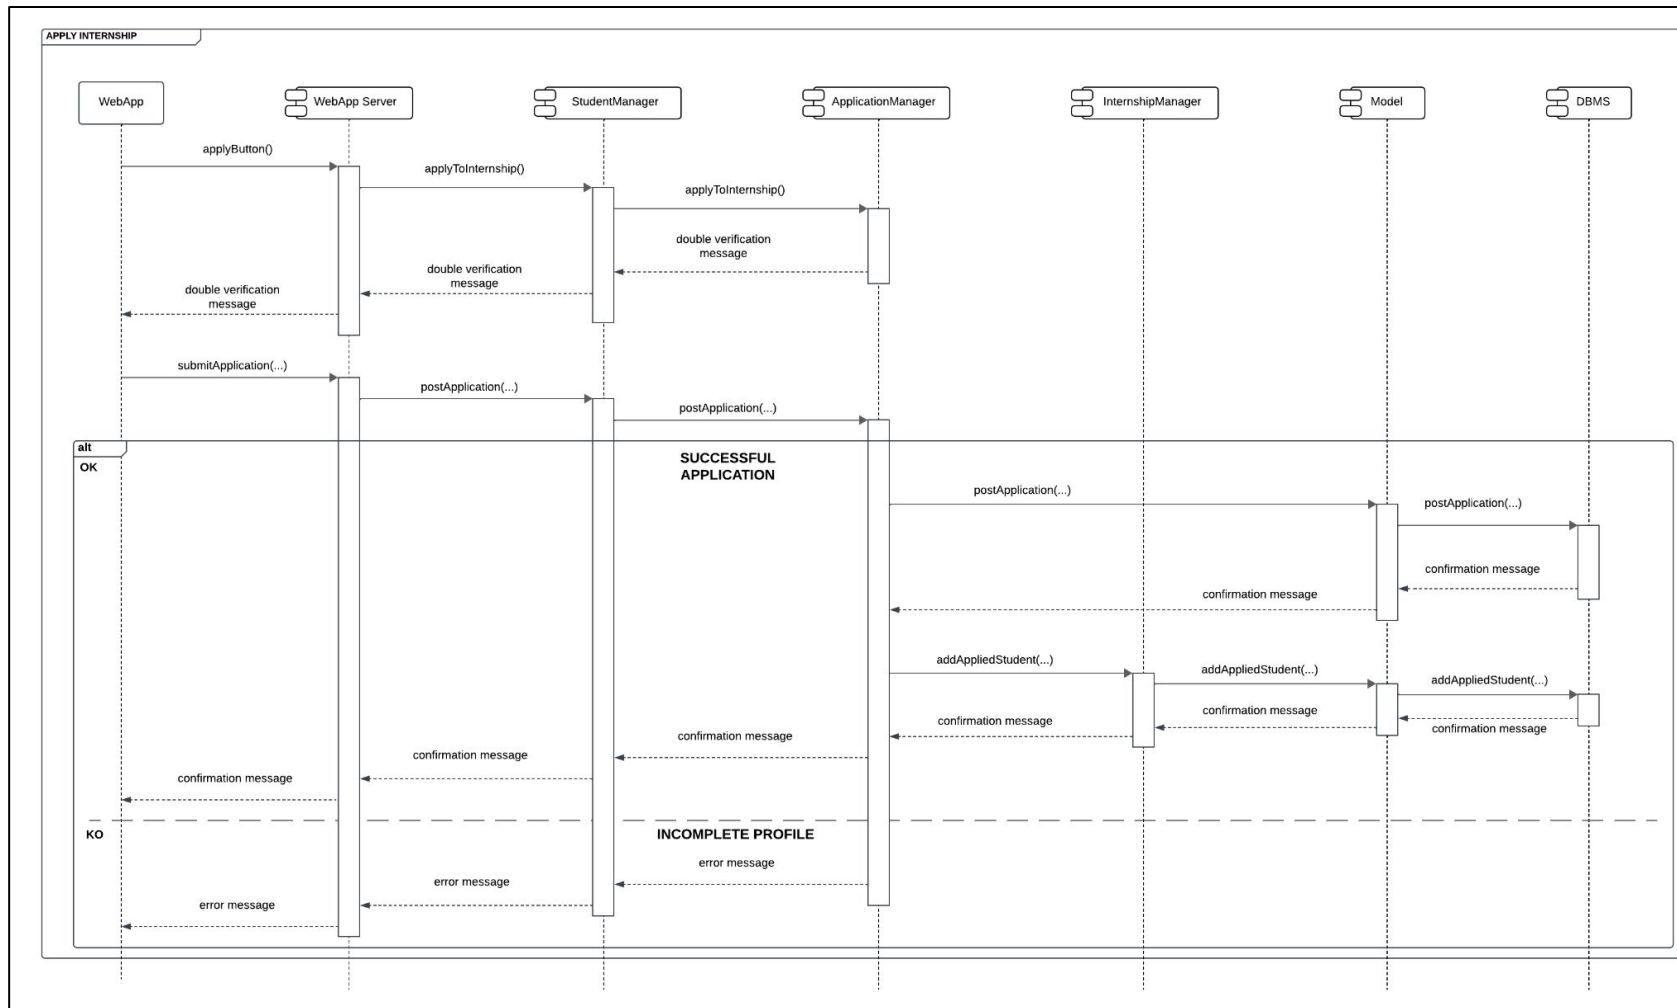 APPLY INTERNSHIP
WebApp
WebApp Server
StudentManager
ApplicationManager
InternshipManager
Model
DBMS
applyButton()
applyToInternship()
applyToInternship()
double verification
message
double verification
message
double verification
message
submitApplication(...)
postApplication(...)
postApplication(...)
alt
OK
SUCCESSFUL
APPLICATION
postApplication(...)
postApplication(...)
confirmation message
confirmation message
addAppliedStudent(...)
addAppliedStudent(...)
addAppliedStudent(...)
confirmation message
confirmation message
confirmation message
confirmation message
confirmation message
confirmation message
KO
INCOMPLETE PROFILE
error message
error message
error message